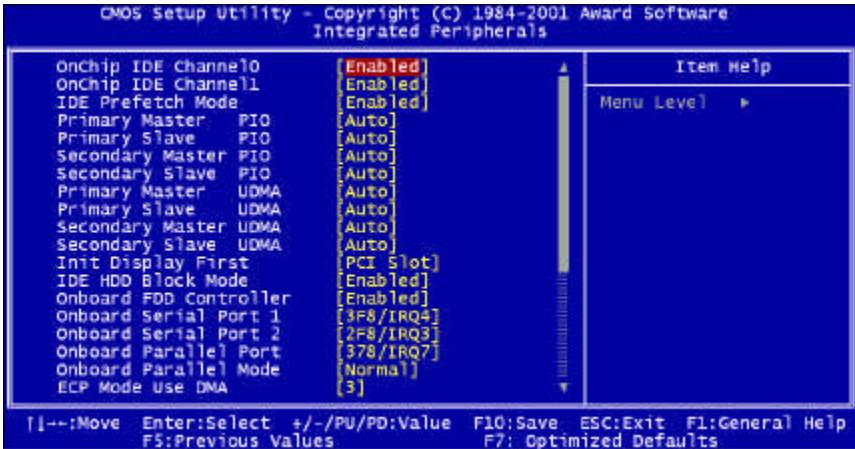 CMOS Setup Utility - Copyright (C) 1984-2001 Award Software
Integrated Peripherals
OnChip IDE Channel0 [Enabled]
OnChip IDE Channel1 [Enabled]
IDE Prefetch Mode [Enabled]
Primary Master PIO [Auto]
Primary Slave PIO [Auto]
Secondary Master PIO [Auto]
Secondary Slave PIO [Auto]
Primary Master UDMA [Auto]
Primary Slave UDMA [Auto]
Secondary Master UDMA [Auto]
Secondary Slave UDMA [Auto]
Init Display First [PCI Slot]
IDE HDD Block Mode [Enabled]
Onboard FDD Controller [Enabled]
Onboard Serial Port 1 [3F8/IRQ4]
Onboard Serial Port 2 [2F8/IRQ3]
Onboard Parallel Port [378/IRQ7]
Onboard Parallel Mode [Normal]
ECP Mode Use DMA [3]
Item Help
Menu Level ▶
↑↓→←:Move Enter:Select +/-/PU/PD:Value F10:Save ESC:Exit F1:General Help
F5:Previous Values F7: Optimized Defaults